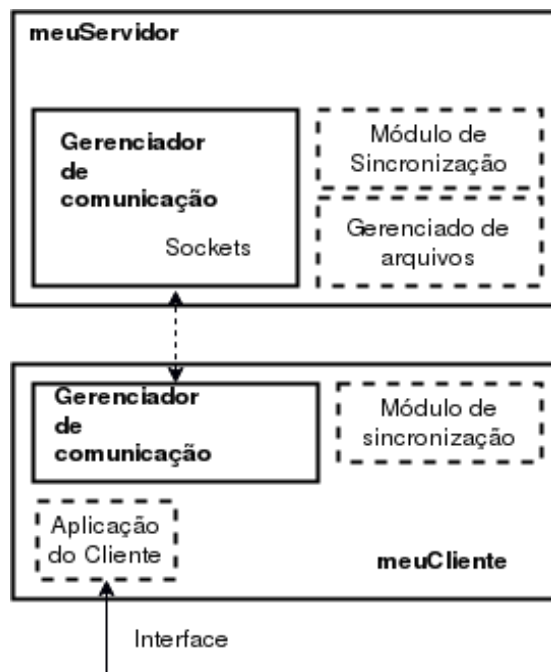 meuServidor
Gerenciador
de
comunicação
Sockets
Módulo de
Sincronização
Gerenciado de
arquivos
Gerenciador
de
comunicação
Módulo de
sincronização
Aplicação
do Cliente
meuCliente
Interface